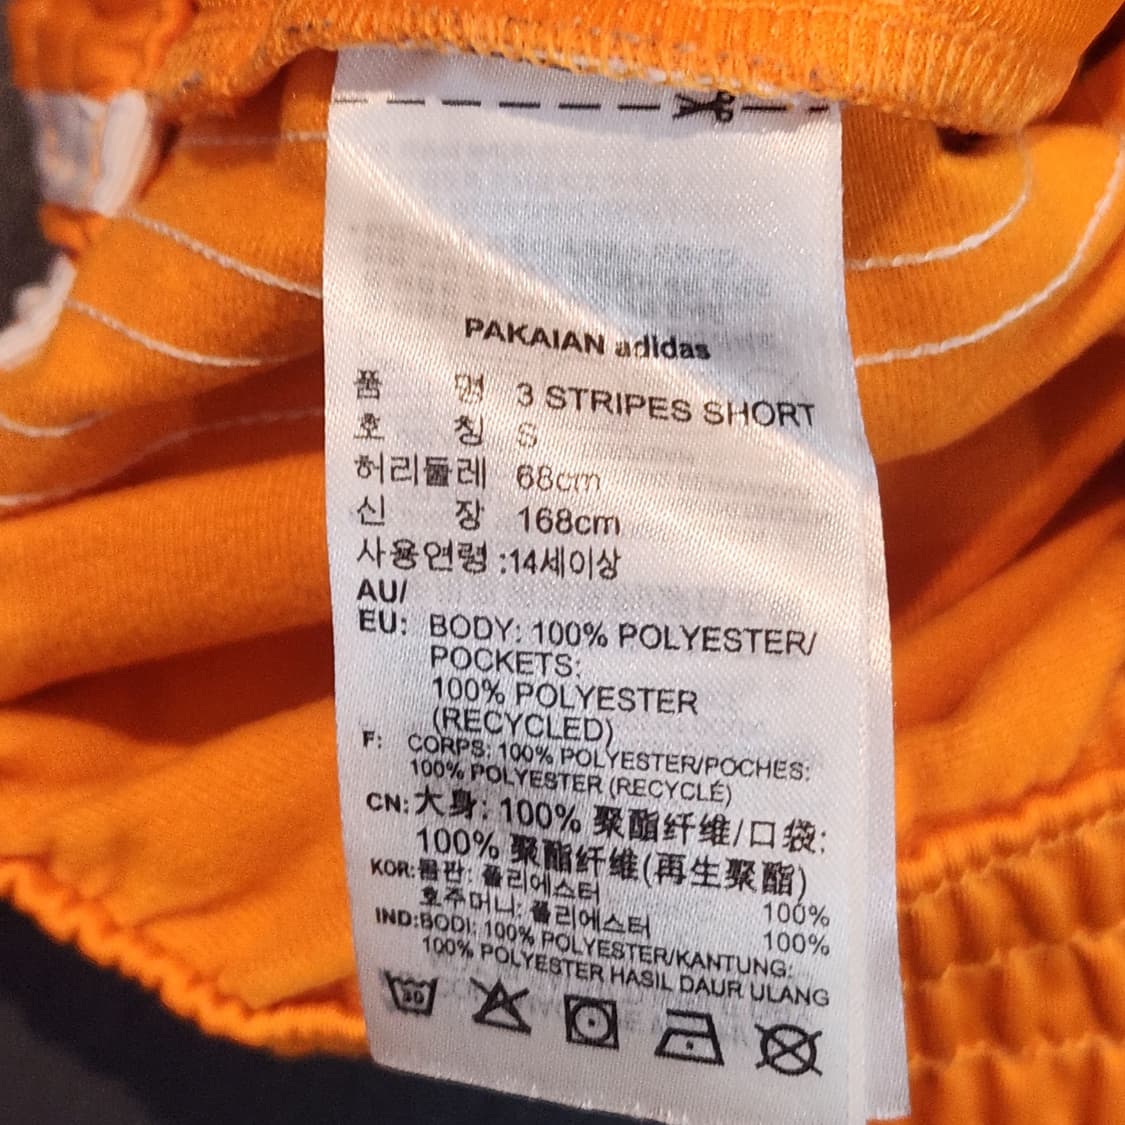 PAKAIAN adidas
품 명 3 STRIPES SHORT
호 칭 S
허리둘레 68cm
신 장 168cm
사용연령 :14세이상
AU/
EU: BODY: 100% POLYESTER/
POCKETS:
100% POLYESTER
(RECYCLED)
F: CORPS: 100% POLYESTER/POCHES:
100% POLYESTER (RECYCLÉ)
CN: 大身: 100% 聚酯纤维/口袋:
100% 聚酯纤维(再生聚酯)
KOR: 몸판: 폴리에스터 100%
호주머니: 폴리에스터 100%
IND: BODI: 100% POLYESTER/KANTUNG:
100% POLYESTER HASIL DAUR ULANG
30